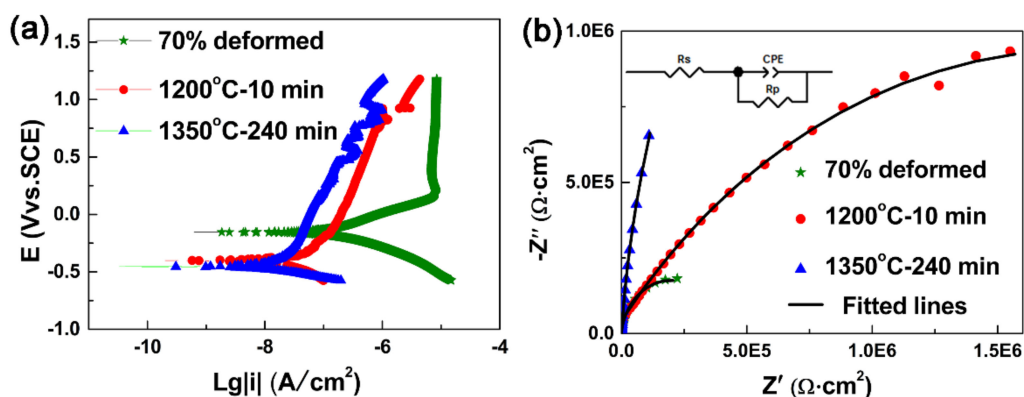 (a)
70% deformed
1200°C-10 min
1350°C-240 min
E (Vvs.SCE)
1.5
1.0
0.5
0.0
-0.5
-1.0
-10
-8
-6
-4
Lg|i| (A/cm²)
(b)
Rs
CPE
Rp
70% deformed
1200°C-10 min
1350°C-240 min
Fitted lines
-Z′′ (Ω·cm²)
1.0E6
5.0E5
0.0
0.0
5.0E5
1.0E6
1.5E6
Z′ (Ω·cm²)